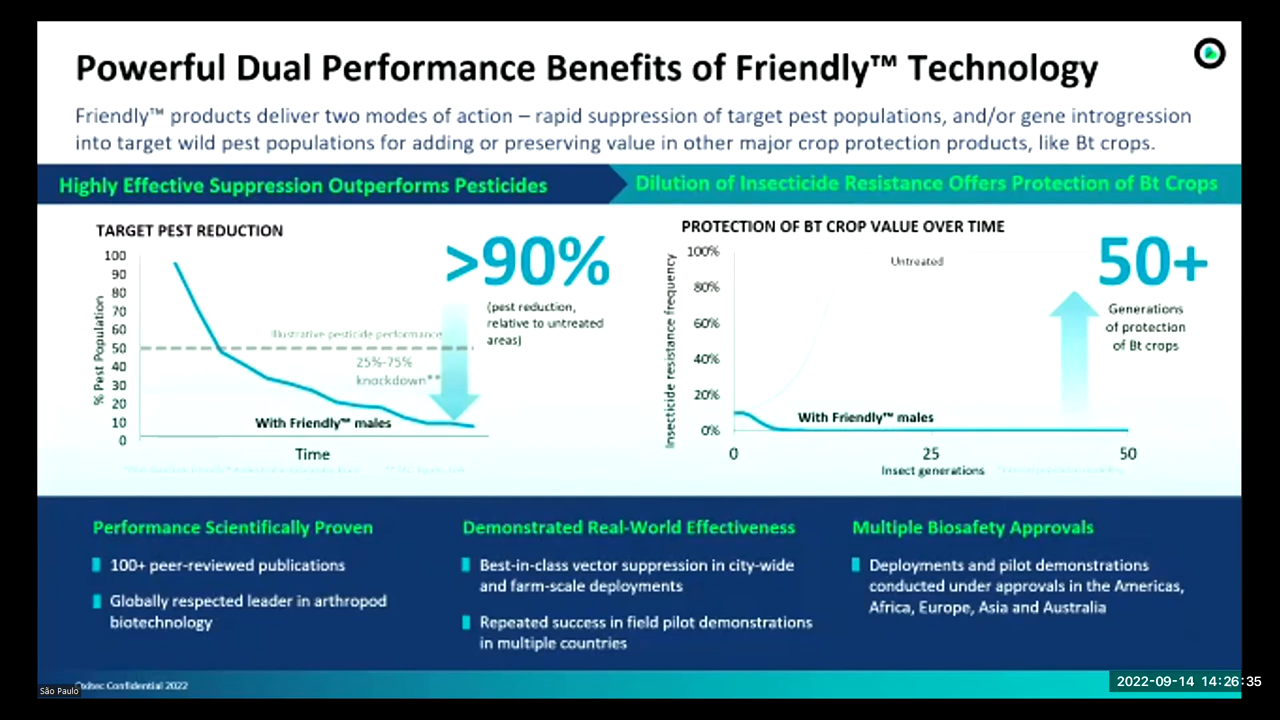 Powerful Dual Performance Benefits of Friendly™ Technology
Friendly™ products deliver two modes of action – rapid suppression of target pest populations, and/or gene introgression
into target wild pest populations for adding or preserving value in other major crop protection products, like Bt crops.
Highly Effective Suppression Outperforms Pesticides
Dilution of Insecticide Resistance Offers Protection of Bt Crops
TARGET PEST REDUCTION
% Pest Population
100
90
80
70
60
50
40
30
20
10
0
Illustrative pesticide performance
25%-75%
knockdown**
With Friendly™ males
Time
>90%
(pest reduction,
relative to untreated
areas)
PROTECTION OF BT CROP VALUE OVER TIME
Insecticide resistance frequency
100%
80%
60%
40%
20%
0%
Untreated
With Friendly™ males
0
25
50
Insect generations
50+
Generations
of protection
of Bt crops
Performance Scientifically Proven
100+ peer-reviewed publications
Globally respected leader in arthropod
biotechnology
Demonstrated Real-World Effectiveness
Best-in-class vector suppression in city-wide
and farm-scale deployments
Repeated success in field pilot demonstrations
in multiple countries
Multiple Biosafety Approvals
Deployments and pilot demonstrations
conducted under approvals in the Americas,
Africa, Europe, Asia and Australia
Oxitec Confidential 2022
São Paulo
2022-09-14 14:26:35